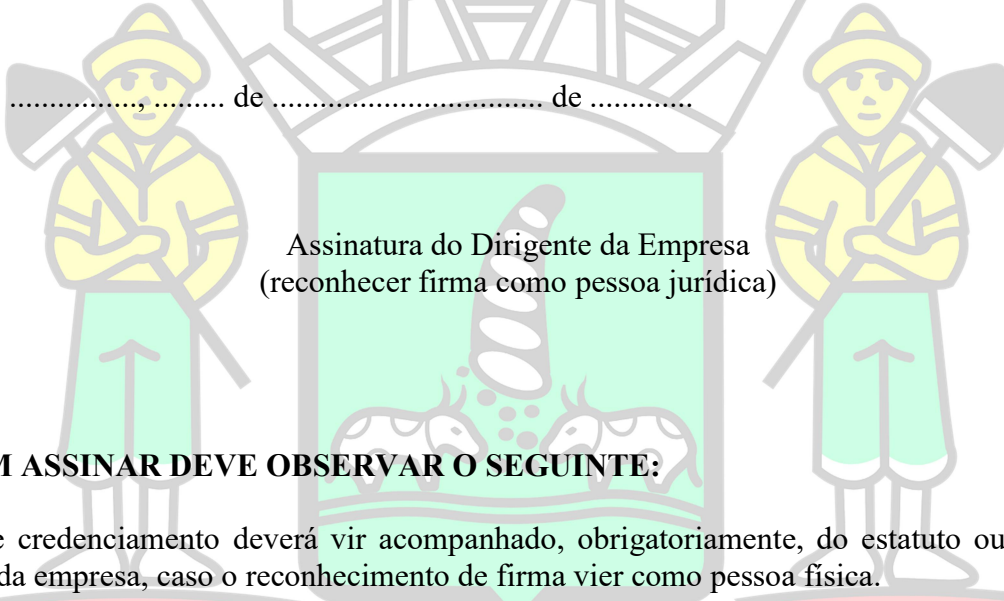 ................, ......... de .................................. de .............
Assinatura do Dirigente da Empresa
(reconhecer firma como pessoa jurídica)
M ASSINAR DEVE OBSERVAR O SEGUINTE:
e credenciamento deverá vir acompanhado, obrigatoriamente, do estatuto ou
da empresa, caso o reconhecimento de firma vier como pessoa física.